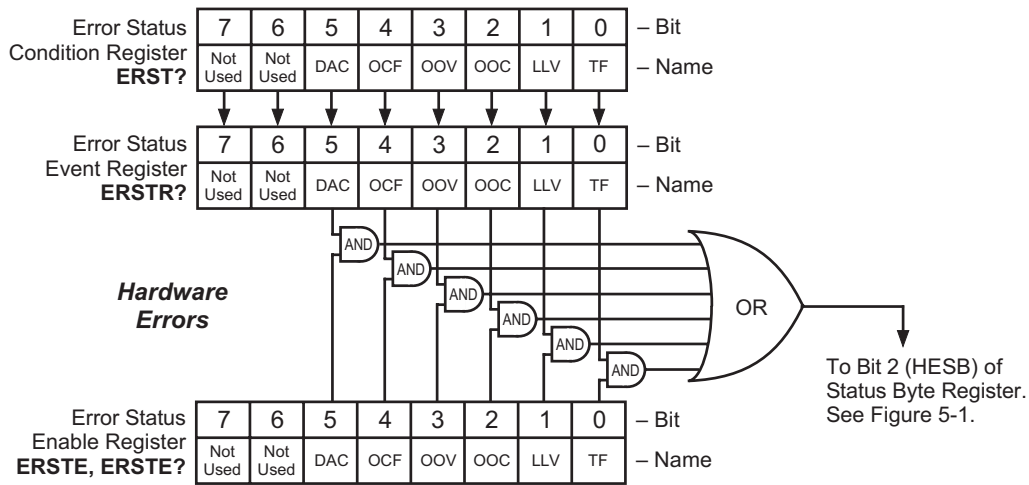 Error Status
Condition Register
ERST?
7 6 5 4 3 2 1 0 – Bit
Not Used Not Used DAC OCF OOV OOC LLV TF – Name
Error Status
Event Register
ERSTR?
7 6 5 4 3 2 1 0 – Bit
Not Used Not Used DAC OCF OOV OOC LLV TF – Name
AND
AND
AND
AND
AND
AND
Hardware
Errors
OR
To Bit 2 (HESB) of
Status Byte Register.
See Figure 5-1.
Error Status
Enable Register
ERSTE, ERSTE?
7 6 5 4 3 2 1 0 – Bit
Not Used Not Used DAC OCF OOV OOC LLV TF – Name